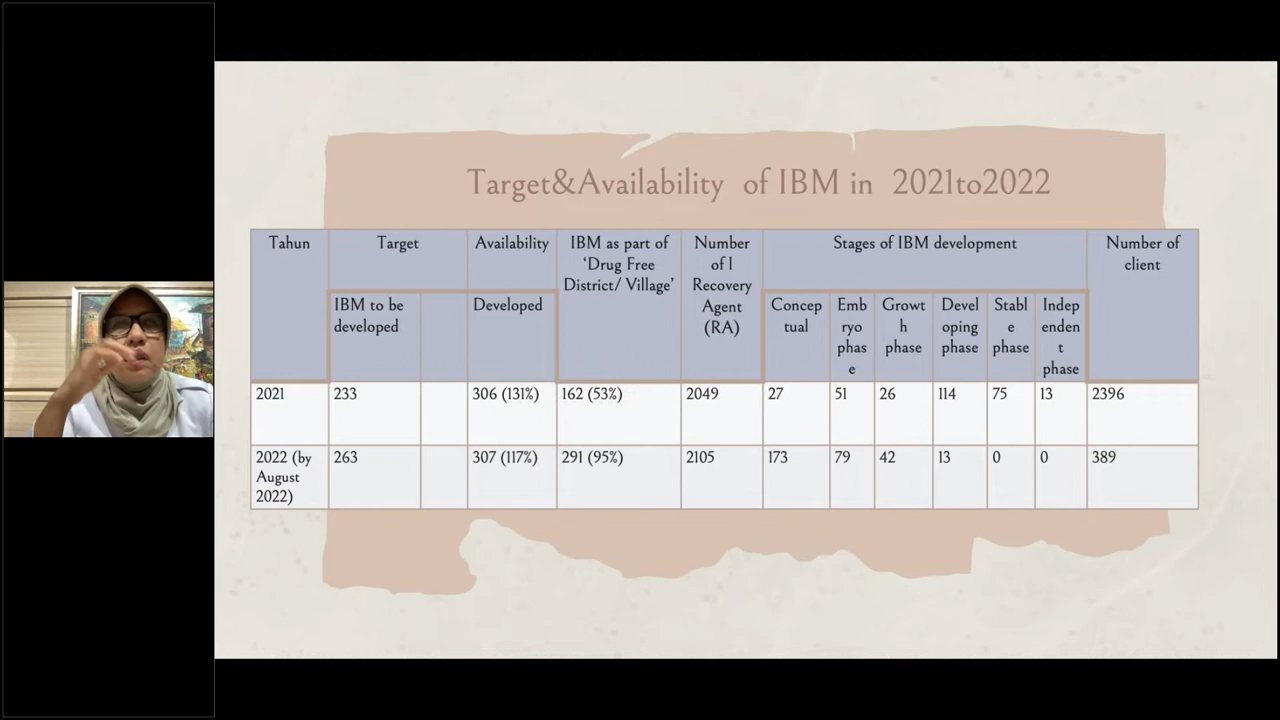 Target&Availability of IBM in 2021to2022
Tahun Target Availability IBM as part of Number Stages of IBM development Number of
'Drug Free of l client
District/ Village' Recovery
IBM to be Developed Agent Concep Emb Growt Devel Stabl Indep
developed (RA) tual ryo h oping e enden
phas phase phase phase t
e phase
2021 233 306 (131%) 162 (53%) 2049 27 51 26 114 75 13 2396
2022 (by 263 307 (117%) 291 (95%) 2105 173 79 42 13 0 0 389
August
2022)